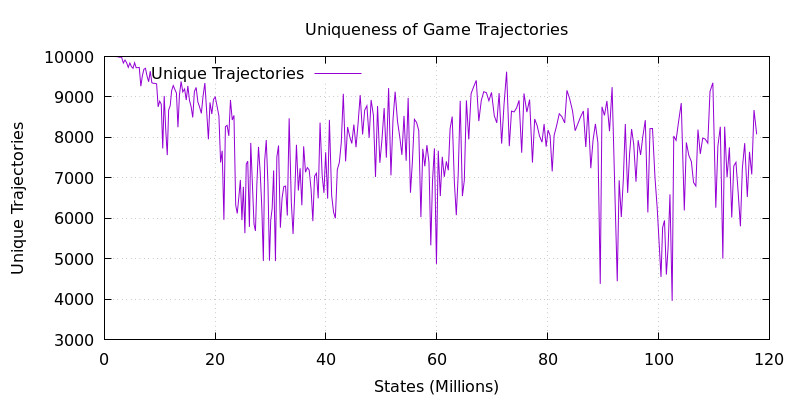 Uniqueness of Game Trajectories
Unique Trajectories
10000
9000
8000
7000
6000
5000
4000
3000
Unique Trajectories
0 20 40 60 80 100 120
States (Millions)